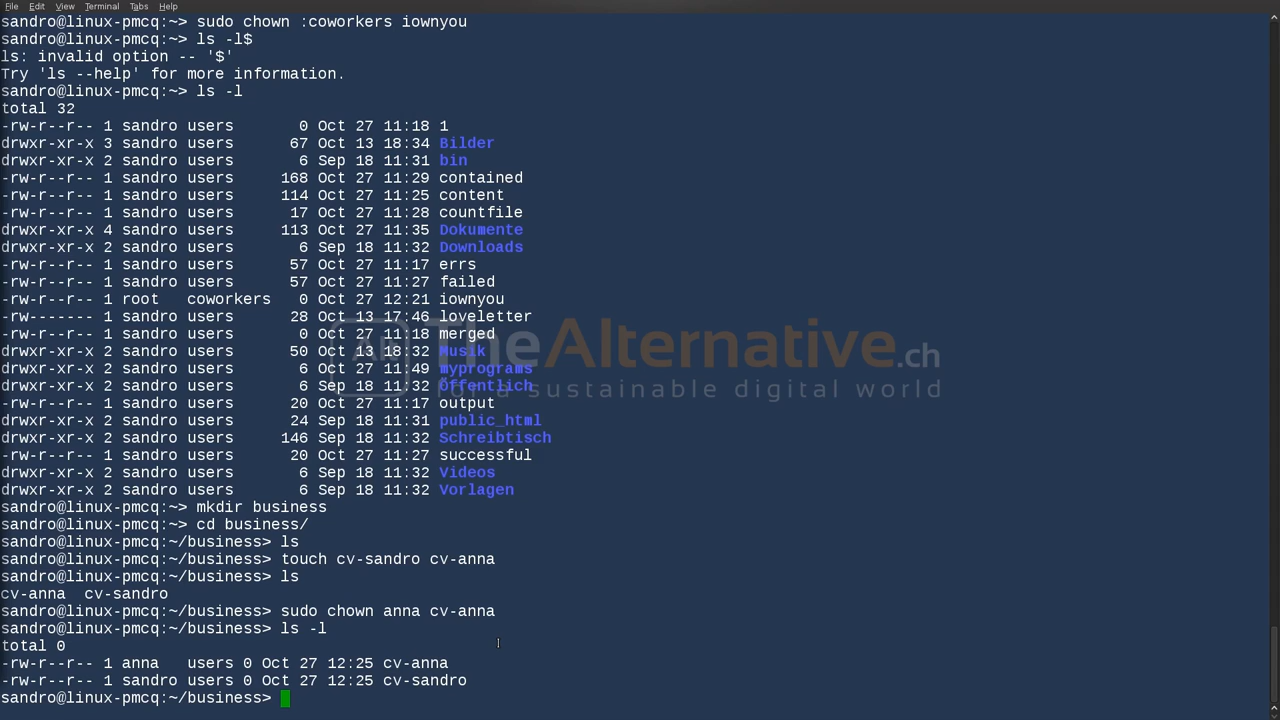 File Edit View Terminal Tabs Help
sandro@linux-pmcq:~> sudo chown :coworkers iownyou
sandro@linux-pmcq:~> ls -l$
ls: invalid option -- '$'
Try 'ls --help' for more information.
sandro@linux-pmcq:~> ls -l
total 32
-rw-r--r-- 1 sandro users       0 Oct 27 11:18 1
drwxr-xr-x 3 sandro users      67 Oct 13 18:34 Bilder
drwxr-xr-x 2 sandro users       6 Sep 18 11:31 bin
-rw-r--r-- 1 sandro users     168 Oct 27 11:29 contained
-rw-r--r-- 1 sandro users     114 Oct 27 11:25 content
-rw-r--r-- 1 sandro users      17 Oct 27 11:28 countfile
drwxr-xr-x 4 sandro users     113 Oct 27 11:35 Dokumente
drwxr-xr-x 2 sandro users       6 Sep 18 11:32 Downloads
-rw-r--r-- 1 sandro users      57 Oct 27 11:17 errs
-rw-r--r-- 1 sandro users      57 Oct 27 11:27 failed
-rw-r--r-- 1 root   coworkers   0 Oct 27 12:21 iownyou
-rw------- 1 sandro users      28 Oct 13 17:46 loveletter
-rw-r--r-- 1 sandro users       0 Oct 27 11:18 merged
drwxr-xr-x 2 sandro users      50 Oct 13 18:32 Musik
drwxr-xr-x 2 sandro users       6 Oct 27 11:49 myprograms
drwxr-xr-x 2 sandro users       6 Sep 18 11:32 Öffentlich
-rw-r--r-- 1 sandro users      20 Oct 27 11:17 output
drwxr-xr-x 2 sandro users      24 Sep 18 11:31 public_html
drwxr-xr-x 2 sandro users     146 Sep 18 11:32 Schreibtisch
-rw-r--r-- 1 sandro users      20 Oct 27 11:27 successful
drwxr-xr-x 2 sandro users       6 Sep 18 11:32 Videos
drwxr-xr-x 2 sandro users       6 Sep 18 11:32 Vorlagen
sandro@linux-pmcq:~> mkdir business
sandro@linux-pmcq:~> cd business/
sandro@linux-pmcq:~/business> ls
sandro@linux-pmcq:~/business> touch cv-sandro cv-anna
sandro@linux-pmcq:~/business> ls
cv-anna  cv-sandro
sandro@linux-pmcq:~/business> sudo chown anna cv-anna
sandro@linux-pmcq:~/business> ls -l
total 0
-rw-r--r-- 1 anna   users 0 Oct 27 12:25 cv-anna
-rw-r--r-- 1 sandro users 0 Oct 27 12:25 cv-sandro
sandro@linux-pmcq:~/business>
TheAlternative.ch
for a sustainable digital world